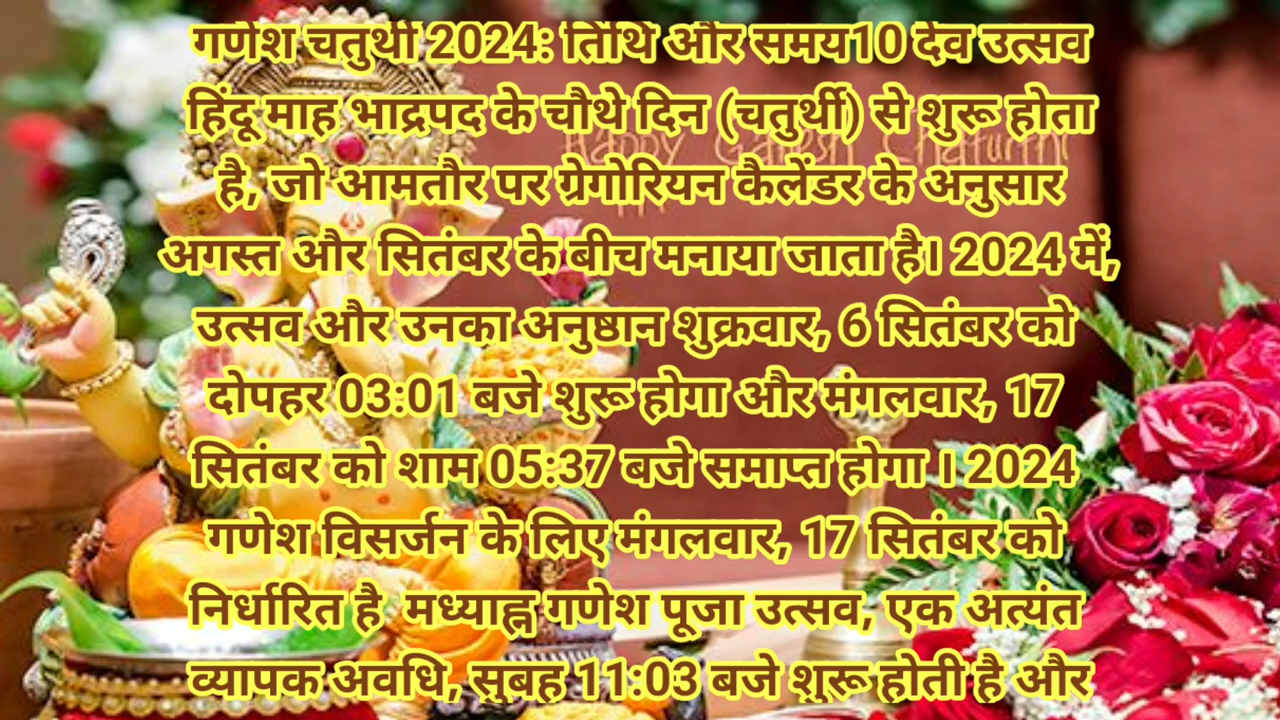 गणेश चतुर्थी 2024: तिथि और समय10 देव उत्सव
हिंदू माह भाद्रपद के चौथे दिन (चतुर्थी) से शुरू होता
Happy Ganesh Chaturthi
है, जो आमतौर पर ग्रेगोरियन कैलेंडर के अनुसार
अगस्त और सितंबर के बीच मनाया जाता है। 2024 में,
उत्सव और उनका अनुष्ठान शुक्रवार, 6 सितंबर को
दोपहर 03:01 बजे शुरू होगा और मंगलवार, 17
सितंबर को शाम 05:37 बजे समाप्त होगा । 2024
गणेश विसर्जन के लिए मंगलवार, 17 सितंबर को
निर्धारित है मध्याह्न गणेश पूजा उत्सव, एक अत्यंत
व्यापक अवधि, सुबह 11:03 बजे शुरू होती है और